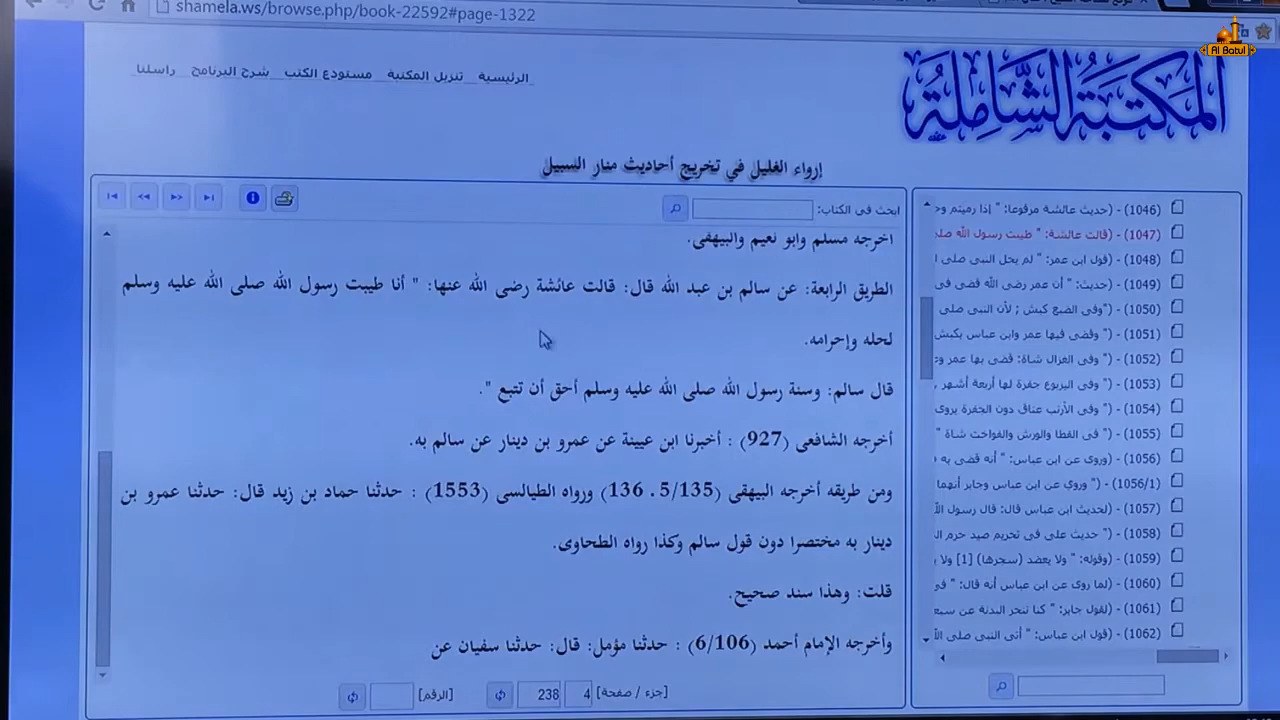 shamela.ws/browse.php/book-22592#page-1322
Al Batul
المكتبة الشاملة
الرئيسية تنزيل المكتبة مستودع الكتب شرح البرنامج راسلنا
إرواء الغليل في تخريج أحاديث منار السبيل
ابحث فى الكتاب:
اخرجه مسلم وابو نعيم والبيهقى.
الطريق الرابعة: عن سالم بن عبد الله قال: قالت عائشة رضى الله عنها: " أنا طيبت رسول الله صلى الله عليه وسلم
لحله وإحرامه.
قال سالم: وسنة رسول الله صلى الله عليه وسلم أحق أن تتبع ".
أخرجه الشافعى (927) : أخبرنا ابن عيينة عن عمرو بن دينار عن سالم به.
ومن طريقه أخرجه البيهقى (5/135 ـ 136) ورواه الطيالسى (1553) : حدثنا حماد بن زيد قال: حدثنا عمرو بن
دينار به مختصرا دون قول سالم وكذا رواه الطحاوى.
قلت: وهذا سند صحيح.
وأخرجه الإمام أحمد (6/106) : حدثنا مؤمل: قال: حدثنا سفيان عن
[جزء / صفحة] 4 238 [الرقم]
(1046) - (حديث عائشة مرفوعا: " إذا رميتم وح
(1047) - (قالت عائشة: " طيبت رسول الله صلى
(1048) - (قول ابن عمر: " لم يحل النبى صلى ا
(1049) - (حديث: " أن عمر رضى الله قضى فى
(1050) - ("وفى الضبع كبش ; لأن النبى صلى
(1051) - (" وقضى فيها عمر وابن عباس بكبش
(1052) - (" وفى الغزال شاة: قضى بها عمر وع
(1053) - (" وفى اليربوع جفرة لها أربعة أشهر
(1054) - (" وفى الأرنب عناق دون الجفرة يروى
(1055) - (" فى القطا والورش والفواخت شاة "
(1056) - (وروى عن ابن عباس: " أنه قضى به
(1056/1) - (" وروي عن ابن عباس وجابر أنهما
(1057) - (لحديث ابن عباس قال: قال رسول الل
(1058) - (" حديث على فى تحريم صيد حرم ال
(1059) - (وقوله: " ولا يعضد (سجرها) [1] ولا
(1060) - (لما روى عن ابن عباس أنه قال: " فى
(1061) - (لقول جابر: " كنا ننحر البدنة عن سبع
(1062) - (قول ابن عباس: " أتى النبى صلى الل